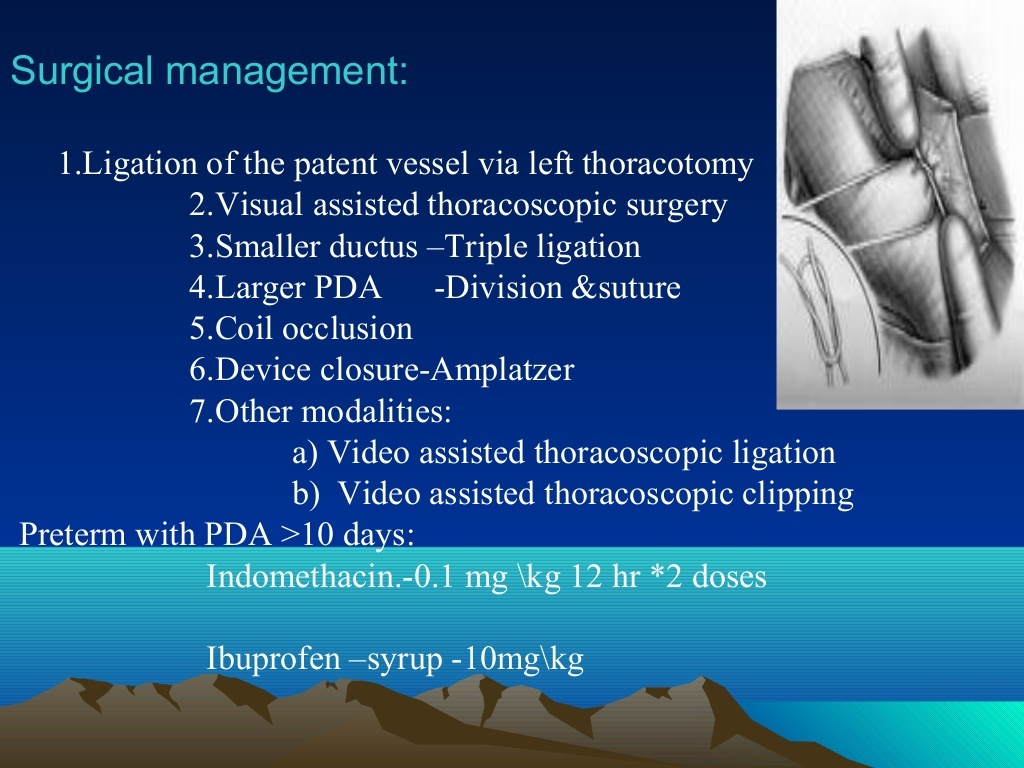 Surgical management:
1.Ligation of the patent vessel via left thoracotomy
2.Visual assisted thoracoscopic surgery
3.Smaller ductus –Triple ligation
4.Larger PDA -Division &suture
5.Coil occlusion
6.Device closure-Amplatzer
7.Other modalities:
a) Video assisted thoracoscopic ligation
b) Video assisted thoracoscopic clipping
Preterm with PDA >10 days:
Indomethacin.-0.1 mg \kg 12 hr *2 doses
Ibuprofen –syrup -10mg\kg